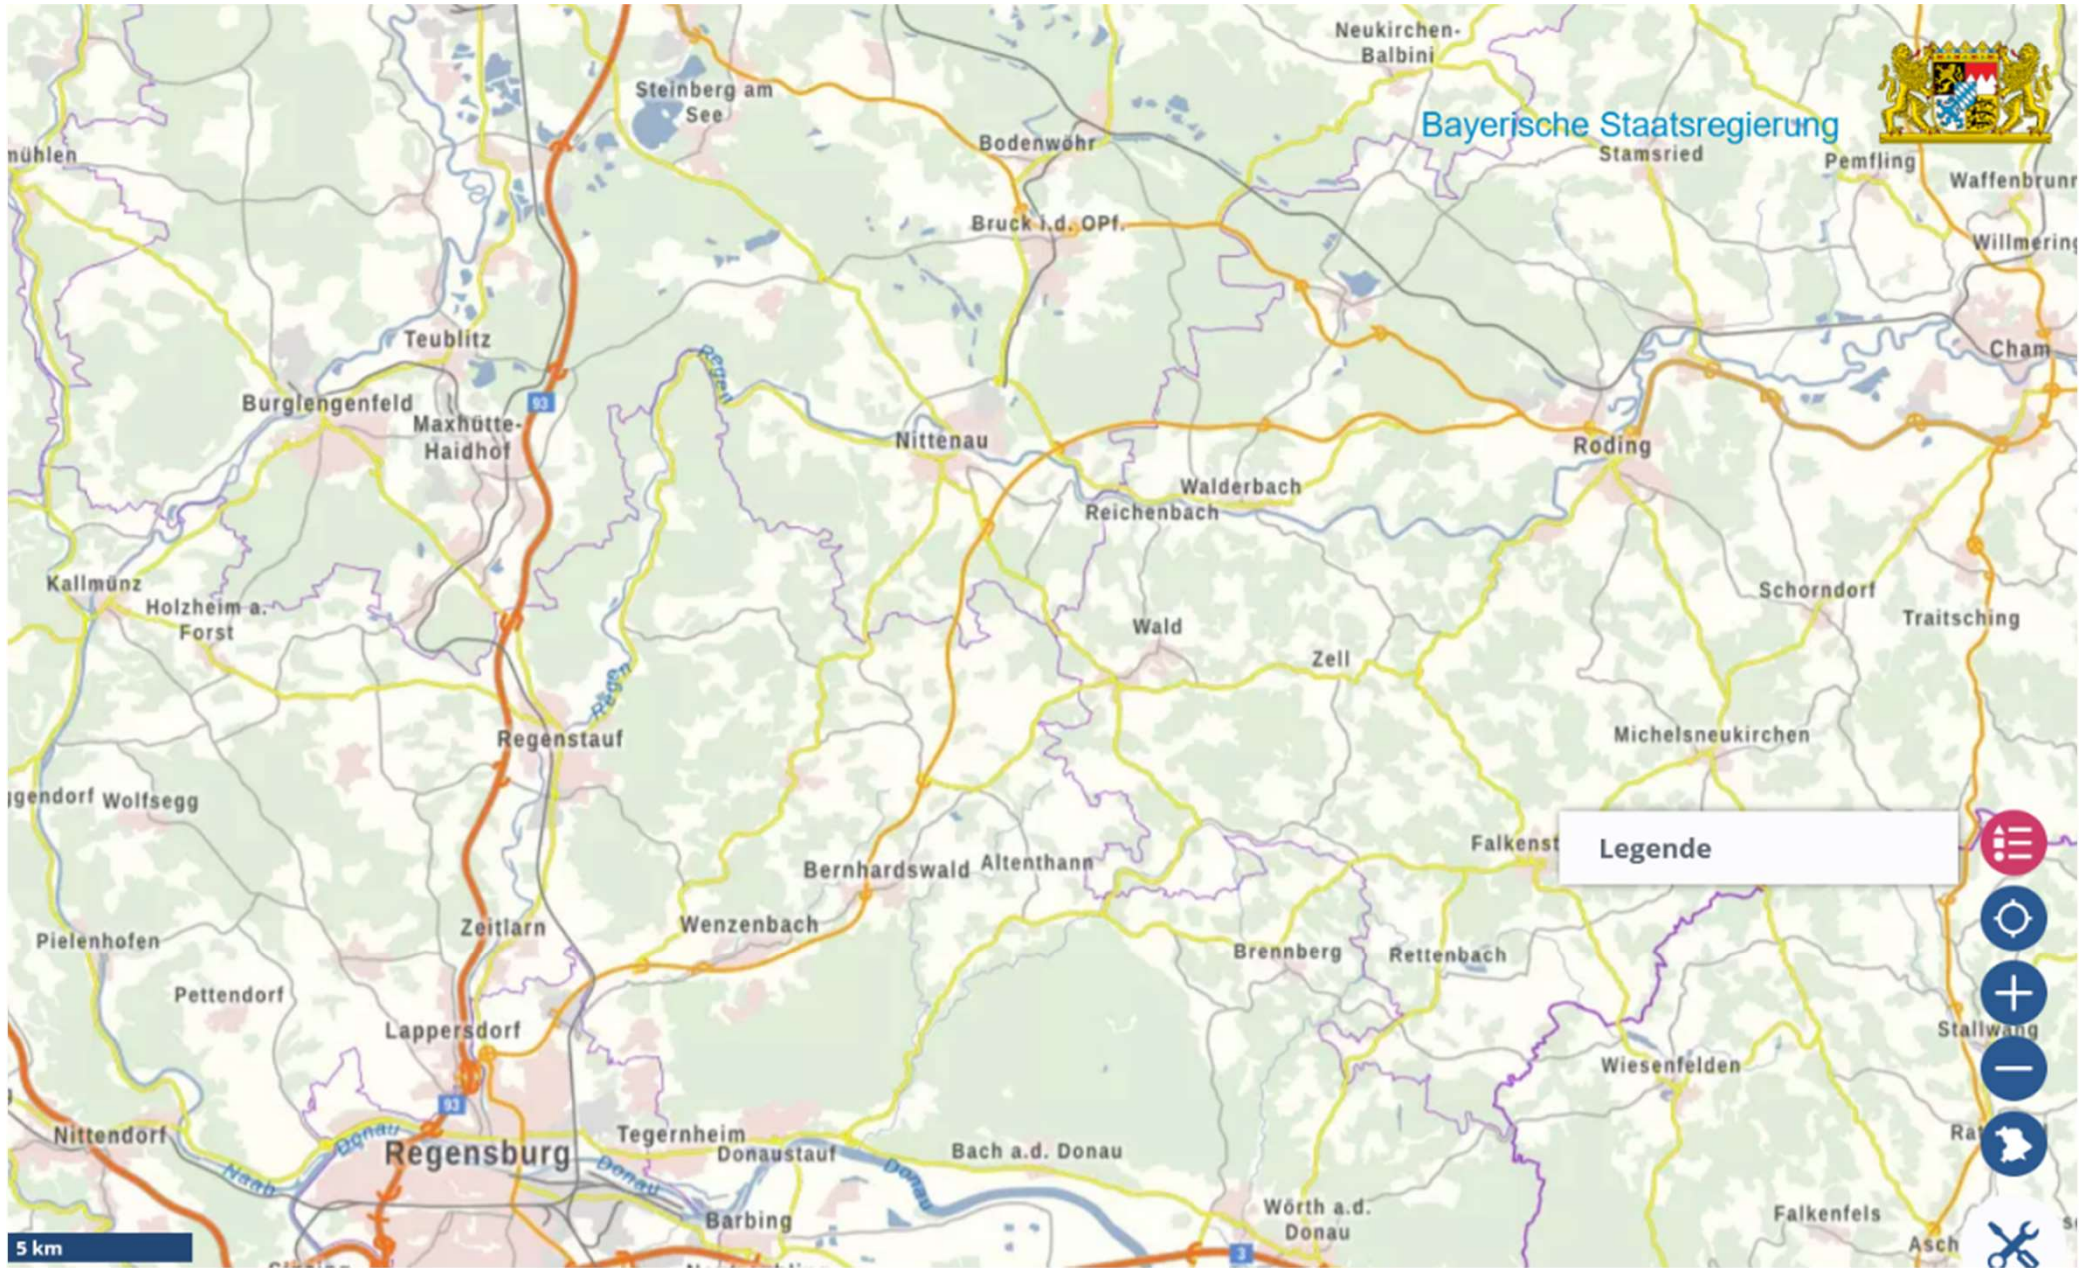 Neukirchen-
Balbini
Steinberg am
See
Bayerische Staatsregierung
Bodenwöhr
Stamsried
Pemfling
Waffenbrunn
Bruck i.d. OPf.
Willmering
Teublitz
Regen
Cham
Burglengenfeld
93
Maxhütte-
Haidhof
Nittenau
Roding
Walderbach
Reichenbach
Kallmünz
Holzheim a.
Forst
Schorndorf
Traitsching
Wald
Zell
Regen
Regenstauf
Michelsneukirchen
Wolfsegg
Falkenst
Legende
Bernhardswald
Altenthann
Zeitlarn
Wenzenbach
Pielenhofen
Brennberg
Rettenbach
Pettendorf
Lappersdorf
Stallwang
Wiesenfelden
93
Nittendorf
Donau
Regensburg
Tegernheim
Donaustauf
Bach a.d. Donau
Naab
Donau
Donau
Barbing
Wörth a.d.
Donau
Falkenfels
Asch
5 km
3